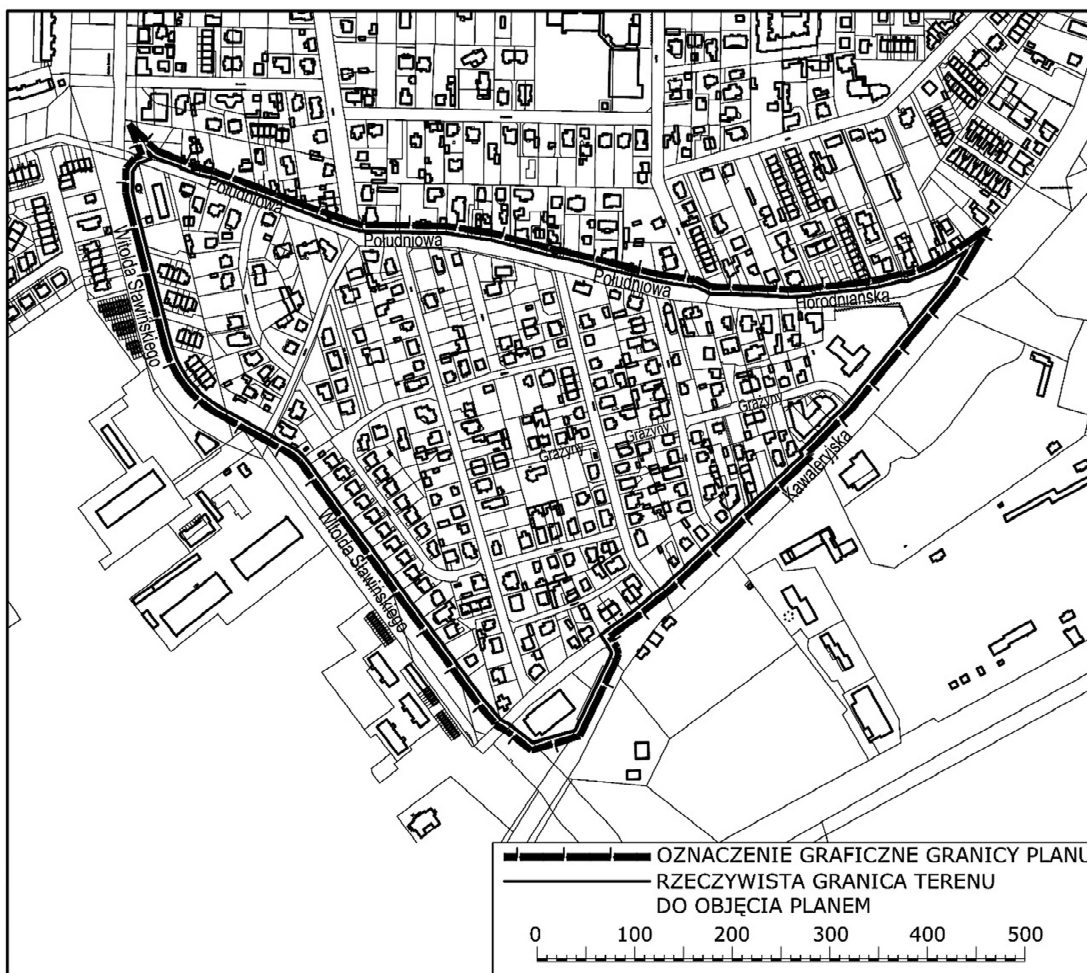 Południowa
Południowa
Południowa
Horodniańska
Witolda Sławińskiego
Grażyny
Grażyny
Grażyny
Kawaleryjska
Witolda Sławińskiego
OZNACZENIE GRAFICZNE GRANICY PLANU
RZECZYWISTA GRANICA TERENU
DO OBJĘCIA PLANEM
0 100 200 300 400 500